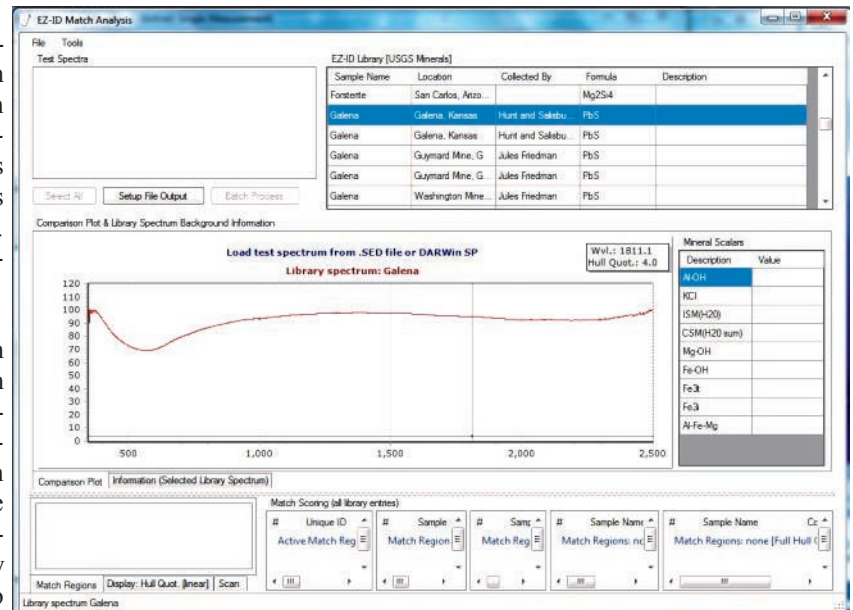 EZ-ID Match Analysis
File Tools
Test Spectra
EZ-ID Library [USGS Minerals]
Sample Name Location Collected By Formula Description
Forsterite San Carlos, Arizo... Mg2Si4
Galena Galena, Kansas Hunt and Salisbu... PbS
Galena Galena, Kansas Hunt and Salisbu... PbS
Galena Guymard Mine, G... Jules Friedman PbS
Galena Guymard Mine, G... Jules Friedman PbS
Galena Washington Mine... Jules Friedman PbS
Select All Setup File Output Batch Process
Comparison Plot & Library Spectrum Background Information
Load test spectrum from .SED file or DARWin SP
Library spectrum: Galena
Wvl.: 1811.1
Hull Quot.: 4.0
120
110
100
90
80
70
60
50
40
30
20
10
0
500 1,000 1,500 2,000 2,500
Mineral Scalars
Description Value
Al-OH
KCl
ISM(H20)
CSM(H20 sum)
Mg-OH
Fe-OH
Fe3t
Fe3i
Al-Fe-Mg
Comparison Plot Information (Selected Library Spectrum)
Match Scoring (all library entries)
# Unique ID # Sample # Samp # Sample Name # Sample Name Cc
Active Match Reg Match Region Match Reg Match Regions: nc Match Regions: none [Full Hull (
Match Regions Display: Hull Quot. [linear] Scan
Library spectrum Galena